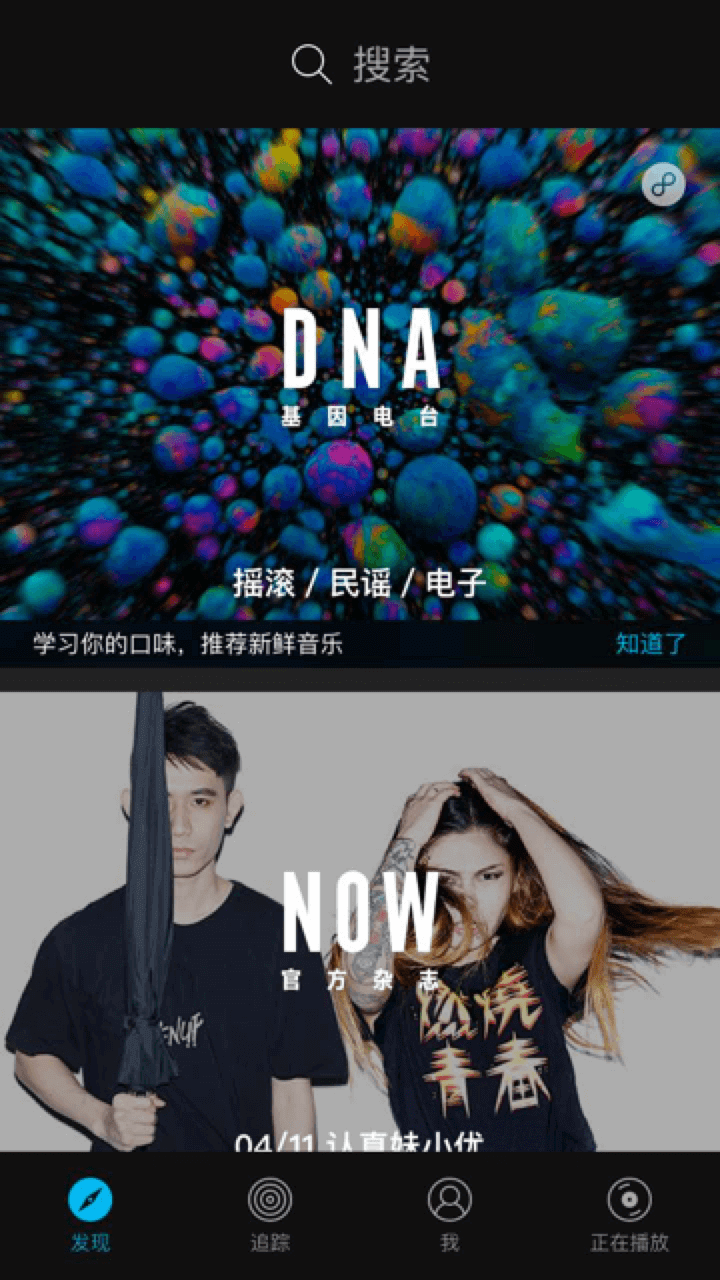 搜索
DNA
基因电台
摇滚 / 民谣 / 电子
学习你的口味，推荐新鲜音乐
知道了
NOW
官方杂志
燃燒
青春
04/11 认真妹小优
发现
追踪
我
正在播放